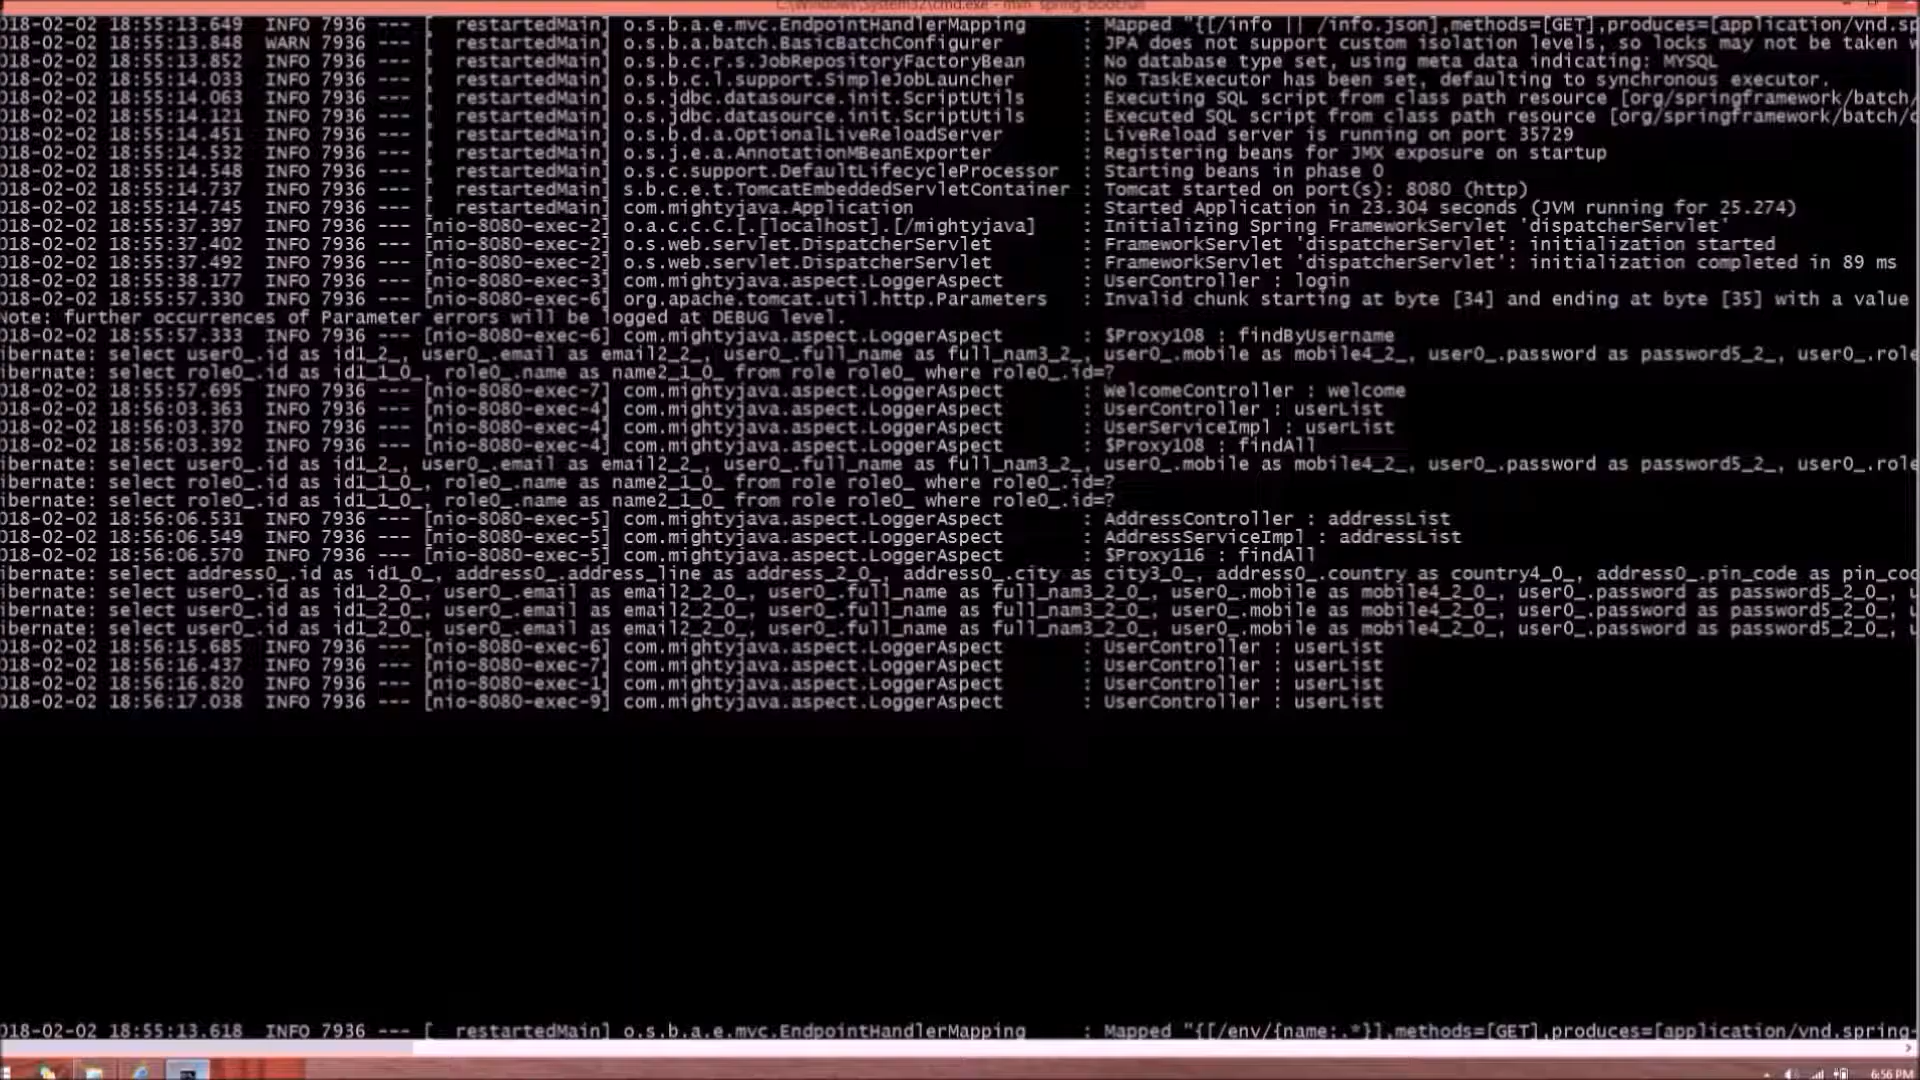 C:\Windows\System32\cmd.exe - mvn spring-boot:run
018-02-02 18:55:13.649  INFO 7936 --- [  restartedMain] o.s.b.a.e.mvc.EndpointHandlerMapping     : Mapped "{[/info || /info.json],methods=[GET],produces=[application/vnd.sp
018-02-02 18:55:13.848  WARN 7936 --- [  restartedMain] o.s.b.a.batch.BasicBatchConfigurer       : JPA does not support custom isolation levels, so locks may not be taken w
018-02-02 18:55:13.852  INFO 7936 --- [  restartedMain] o.s.b.c.r.s.JobRepositoryFactoryBean     : No database type set, using meta data indicating: MYSQL
018-02-02 18:55:14.033  INFO 7936 --- [  restartedMain] o.s.b.c.l.support.SimpleJobLauncher      : No TaskExecutor has been set, defaulting to synchronous executor.
018-02-02 18:55:14.063  INFO 7936 --- [  restartedMain] o.s.jdbc.datasource.init.ScriptUtils     : Executing SQL script from class path resource [org/springframework/batch/
018-02-02 18:55:14.121  INFO 7936 --- [  restartedMain] o.s.jdbc.datasource.init.ScriptUtils     : Executed SQL script from class path resource [org/springframework/batch/c
018-02-02 18:55:14.451  INFO 7936 --- [  restartedMain] o.s.b.d.a.OptionalLiveReloadServer       : LiveReload server is running on port 35729
018-02-02 18:55:14.532  INFO 7936 --- [  restartedMain] o.s.j.e.a.AnnotationMBeanExporter        : Registering beans for JMX exposure on startup
018-02-02 18:55:14.548  INFO 7936 --- [  restartedMain] o.s.c.support.DefaultLifecycleProcessor  : Starting beans in phase 0
018-02-02 18:55:14.737  INFO 7936 --- [  restartedMain] s.b.c.e.t.TomcatEmbeddedServletContainer : Tomcat started on port(s): 8080 (http)
018-02-02 18:55:14.745  INFO 7936 --- [  restartedMain] com.mightyjava.Application               : Started Application in 23.304 seconds (JVM running for 25.274)
018-02-02 18:55:37.397  INFO 7936 --- [nio-8080-exec-2] o.a.c.c.C.[.[localhost].[/mightyjava]    : Initializing Spring FrameworkServlet 'dispatcherServlet'
018-02-02 18:55:37.402  INFO 7936 --- [nio-8080-exec-2] o.s.web.servlet.DispatcherServlet        : FrameworkServlet 'dispatcherServlet': initialization started
018-02-02 18:55:37.492  INFO 7936 --- [nio-8080-exec-2] o.s.web.servlet.DispatcherServlet        : FrameworkServlet 'dispatcherServlet': initialization completed in 89 ms
018-02-02 18:55:38.177  INFO 7936 --- [nio-8080-exec-3] com.mightyjava.aspect.LoggerAspect       : UserController : login
018-02-02 18:55:57.330  INFO 7936 --- [nio-8080-exec-6] org.apache.tomcat.util.http.Parameters   : Invalid chunk starting at byte [34] and ending at byte [35] with a value
Note: further occurrences of Parameter errors will be logged at DEBUG level.
018-02-02 18:55:57.333  INFO 7936 --- [nio-8080-exec-6] com.mightyjava.aspect.LoggerAspect       : $Proxy108 : findByUsername
ibernate: select user0_.id as id1_2_, user0_.email as email2_2_, user0_.full_name as full_nam3_2_, user0_.mobile as mobile4_2_, user0_.password as password5_2_, user0_.role
ibernate: select role0_.id as id1_1_0_, role0_.name as name2_1_0_ from role role0_ where role0_.id=?
018-02-02 18:55:57.695  INFO 7936 --- [nio-8080-exec-7] com.mightyjava.aspect.LoggerAspect       : WelcomeController : welcome
018-02-02 18:56:03.363  INFO 7936 --- [nio-8080-exec-4] com.mightyjava.aspect.LoggerAspect       : UserController : userList
018-02-02 18:56:03.370  INFO 7936 --- [nio-8080-exec-4] com.mightyjava.aspect.LoggerAspect       : UserServiceImpl : userList
018-02-02 18:56:03.392  INFO 7936 --- [nio-8080-exec-4] com.mightyjava.aspect.LoggerAspect       : $Proxy108 : findAll
ibernate: select user0_.id as id1_2_, user0_.email as email2_2_, user0_.full_name as full_nam3_2_, user0_.mobile as mobile4_2_, user0_.password as password5_2_, user0_.role
ibernate: select role0_.id as id1_1_0_, role0_.name as name2_1_0_ from role role0_ where role0_.id=?
ibernate: select role0_.id as id1_1_0_, role0_.name as name2_1_0_ from role role0_ where role0_.id=?
018-02-02 18:56:06.531  INFO 7936 --- [nio-8080-exec-5] com.mightyjava.aspect.LoggerAspect       : AddressController : addressList
018-02-02 18:56:06.549  INFO 7936 --- [nio-8080-exec-5] com.mightyjava.aspect.LoggerAspect       : AddressServiceImpl : addressList
018-02-02 18:56:06.570  INFO 7936 --- [nio-8080-exec-5] com.mightyjava.aspect.LoggerAspect       : $Proxy116 : findAll
ibernate: select address0_.id as id1_0_, address0_.address_line as address_2_0_, address0_.city as city3_0_, address0_.country as country4_0_, address0_.pin_code as pin_cod
ibernate: select user0_.id as id1_2_0_, user0_.email as email2_2_0_, user0_.full_name as full_nam3_2_0_, user0_.mobile as mobile4_2_0_, user0_.password as password5_2_0_, u
ibernate: select user0_.id as id1_2_0_, user0_.email as email2_2_0_, user0_.full_name as full_nam3_2_0_, user0_.mobile as mobile4_2_0_, user0_.password as password5_2_0_, u
ibernate: select user0_.id as id1_2_0_, user0_.email as email2_2_0_, user0_.full_name as full_nam3_2_0_, user0_.mobile as mobile4_2_0_, user0_.password as password5_2_0_, u
018-02-02 18:56:15.685  INFO 7936 --- [nio-8080-exec-6] com.mightyjava.aspect.LoggerAspect       : UserController : userList
018-02-02 18:56:16.437  INFO 7936 --- [nio-8080-exec-7] com.mightyjava.aspect.LoggerAspect       : UserController : userList
018-02-02 18:56:16.820  INFO 7936 --- [nio-8080-exec-1] com.mightyjava.aspect.LoggerAspect       : UserController : userList
018-02-02 18:56:17.038  INFO 7936 --- [nio-8080-exec-9] com.mightyjava.aspect.LoggerAspect       : UserController : userList
018-02-02 18:55:13.618  INFO 7936 --- [  restartedMain] o.s.b.a.e.mvc.EndpointHandlerMapping     : Mapped "{[/env/{name:.*}],methods=[GET],produces=[application/vnd.spring-
6:56 PM